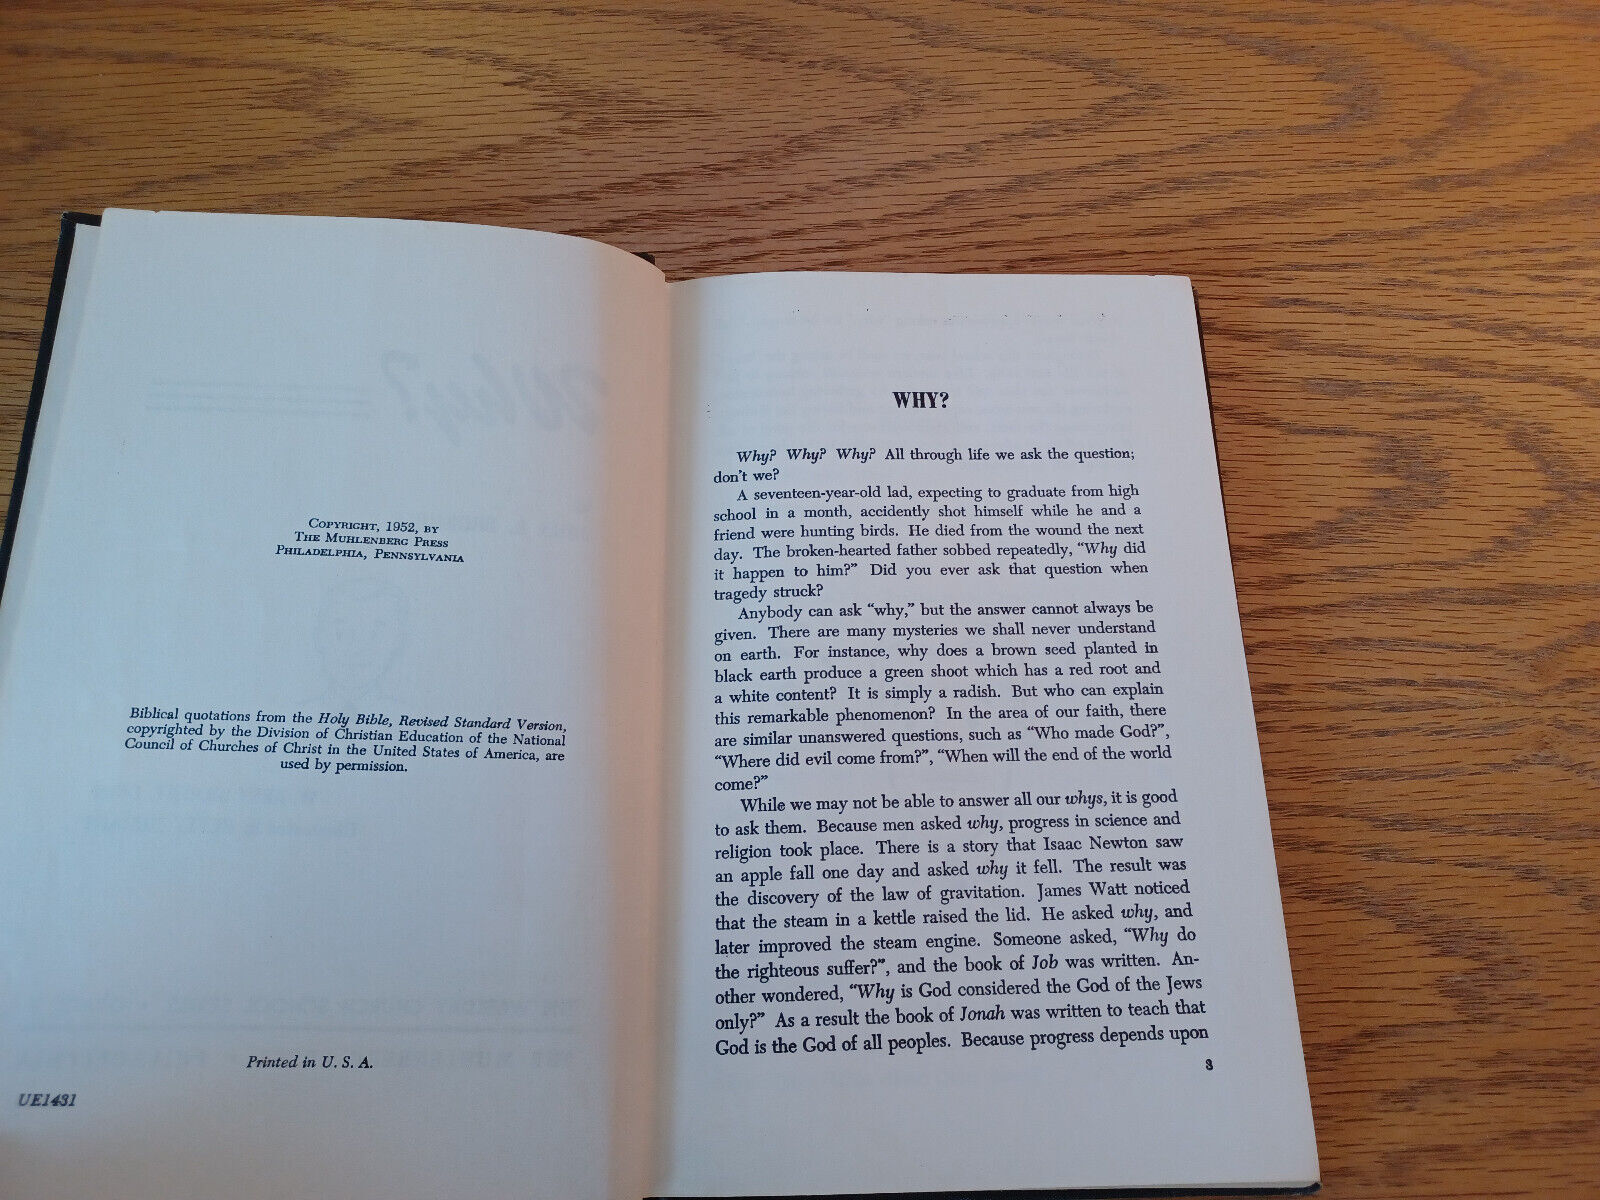 COPYRIGHT, 1952, BY
THE MUHLENBERG PRESS
PHILADELPHIA, PENNSYLVANIA
Biblical quotations from the Holy Bible, Revised Standard Version,
copyrighted by the Division of Christian Education of the National
Council of Churches of Christ in the United States of America, are
used by permission.
Printed in U. S. A.
UE1431
WHY?
Why? Why? Why? All through life we ask the question;
don't we?
A seventeen-year-old lad, expecting to graduate from high
school in a month, accidently shot himself while he and a
friend were hunting birds. He died from the wound the next
day. The broken-hearted father sobbed repeatedly, "Why did
it happen to him?" Did you ever ask that question when
tragedy struck?
Anybody can ask "why," but the answer cannot always be
given. There are many mysteries we shall never understand
on earth. For instance, why does a brown seed planted in
black earth produce a green shoot which has a red root and
a white content? It is simply a radish. But who can explain
this remarkable phenomenon? In the area of our faith, there
are similar unanswered questions, such as "Who made God?",
"Where did evil come from?", "When will the end of the world
come?"
While we may not be able to answer all our whys, it is good
to ask them. Because men asked why, progress in science and
religion took place. There is a story that Isaac Newton saw
an apple fall one day and asked why it fell. The result was
the discovery of the law of gravitation. James Watt noticed
that the steam in a kettle raised the lid. He asked why, and
later improved the steam engine. Someone asked, "Why do
the righteous suffer?", and the book of Job was written. An-
other wondered, "Why is God considered the God of the Jews
only?" As a result the book of Jonah was written to teach that
God is the God of all peoples. Because progress depends upon
3